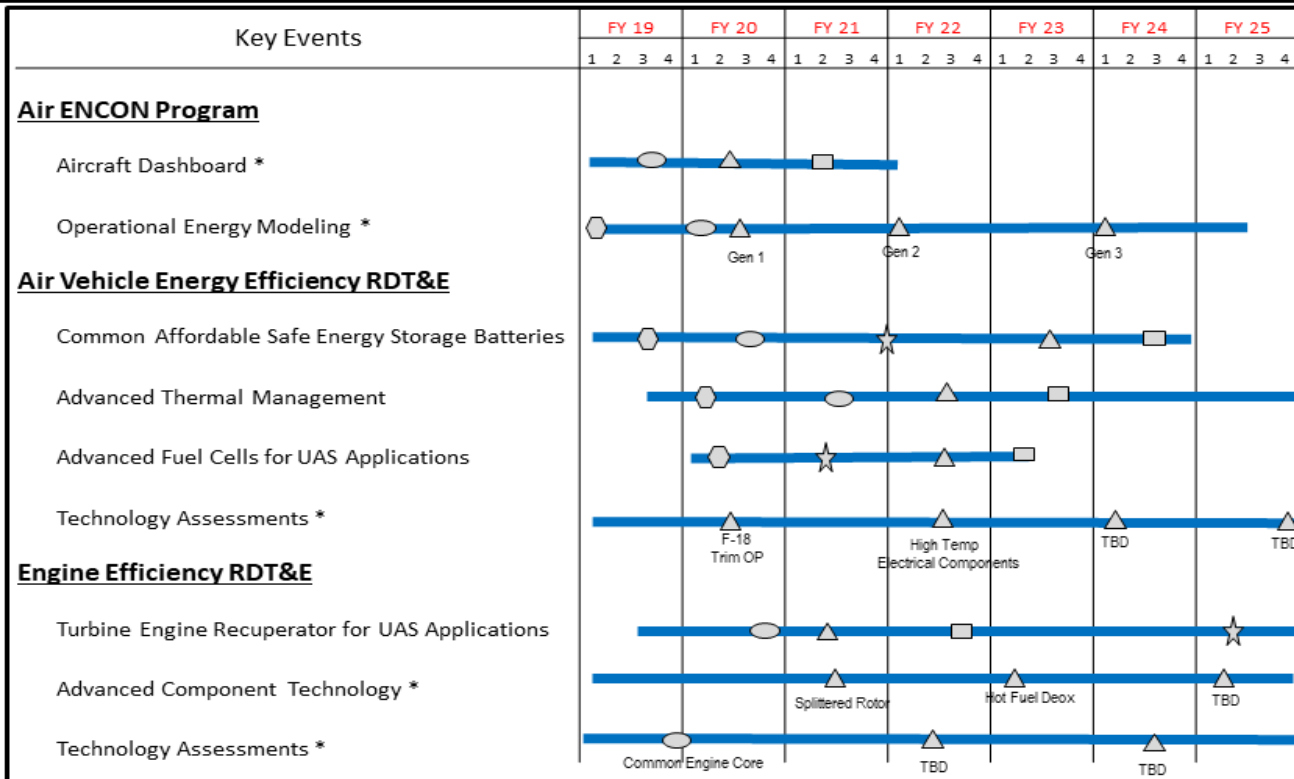 Key Events
FY 19 FY 20 FY 21 FY 22 FY 23 FY 24 FY 25
1 2 3 4 1 2 3 4 1 2 3 4 1 2 3 4 1 2 3 4 1 2 3 4 1 2 3 4
Air ENCON Program
Aircraft Dashboard *
Operational Energy Modeling *
Gen 1 Gen 2 Gen 3
Air Vehicle Energy Efficiency RDT&E
Common Affordable Safe Energy Storage Batteries
Advanced Thermal Management
Advanced Fuel Cells for UAS Applications
Technology Assessments *
F-18 High Temp TBD TBD
Trim OP Electrical Components
Engine Efficiency RDT&E
Turbine Engine Recuperator for UAS Applications
Advanced Component Technology *
Splittered Rotor Hot Fuel Deox TBD
Technology Assessments *
Common Engine Core TBD TBD